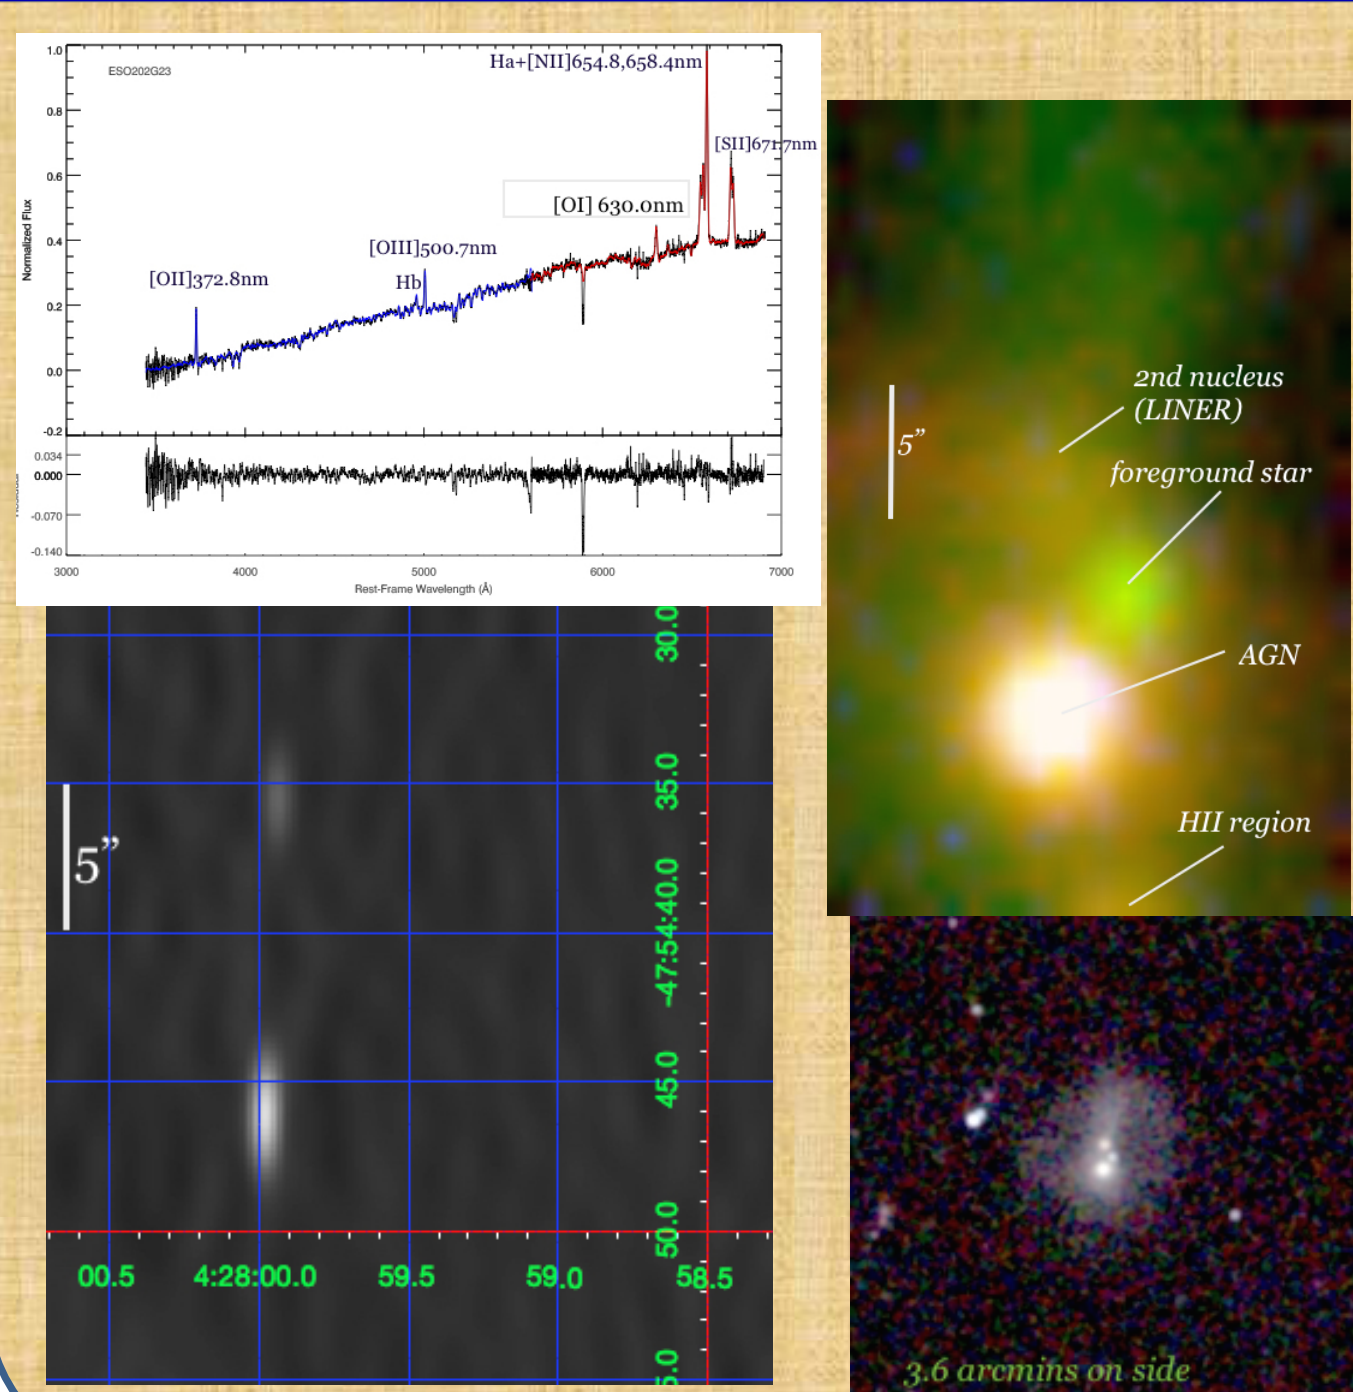 ESO202G23
Ha+[NII]654.8,658.4nm
[SII]671.7nm
[OI] 630.0nm
[OIII]500.7nm
[OII]372.8nm
Hb
Normalized Flux
1.0
0.8
0.6
0.4
0.2
0.0
-0.2
0.034
0.000
-0.070
-0.140
3000 4000 5000 6000 7000
Rest-Frame Wavelength (Å)
2nd nucleus
(LINER)
5”
foreground star
AGN
HII region
30.0
35.0
-47:54:40.0
45.0
50.0
5.0
5”
00.5 4:28:00.0 59.5 59.0 58.5
3.6 arcmins on side